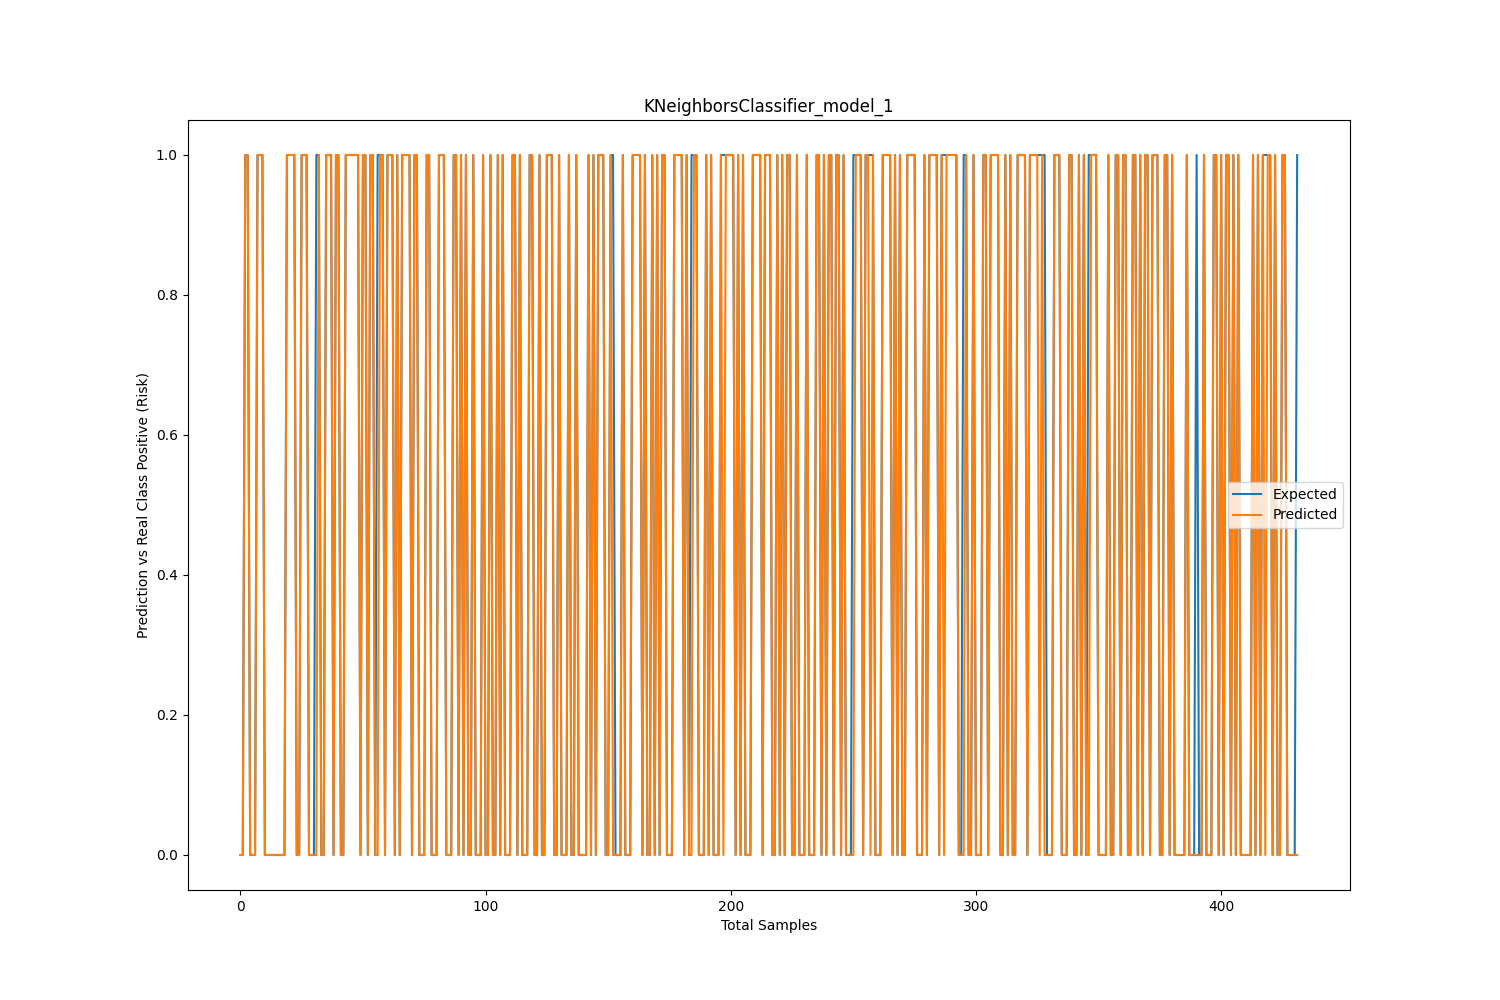 KNeighborsClassifier_model_1
1.0
0.8
0.6
0.4
0.2
0.0
Prediction vs Real Class Positive (Risk)
Expected
Predicted
0
100
200
300
400
Total Samples